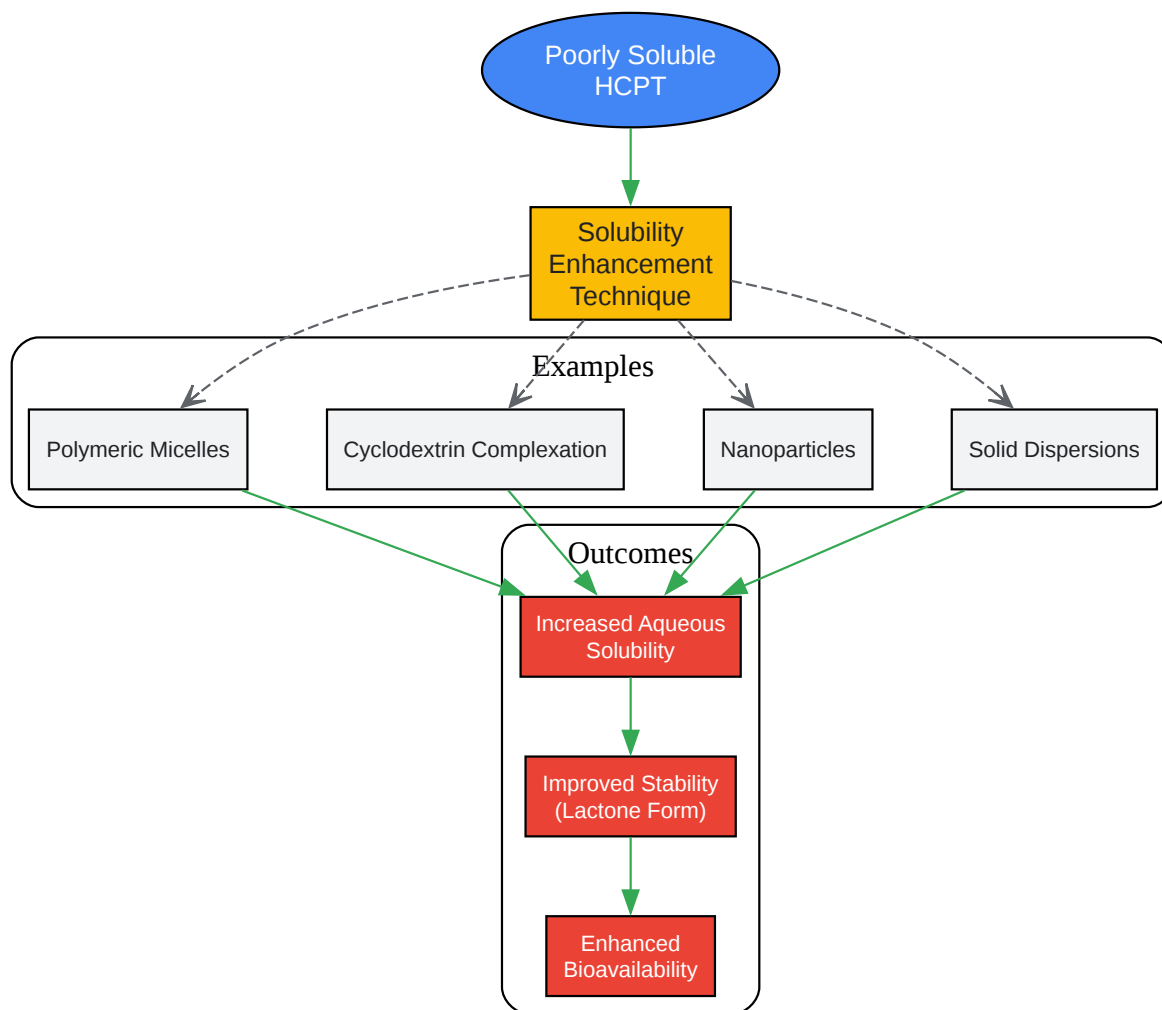 Poorly Soluble
HCPT
Solubility
Enhancement
Technique
Examples
Polymeric Micelles
Cyclodextrin Complexation
Nanoparticles
Solid Dispersions
Outcomes
Increased Aqueous
Solubility
Improved Stability
(Lactone Form)
Enhanced
Bioavailability